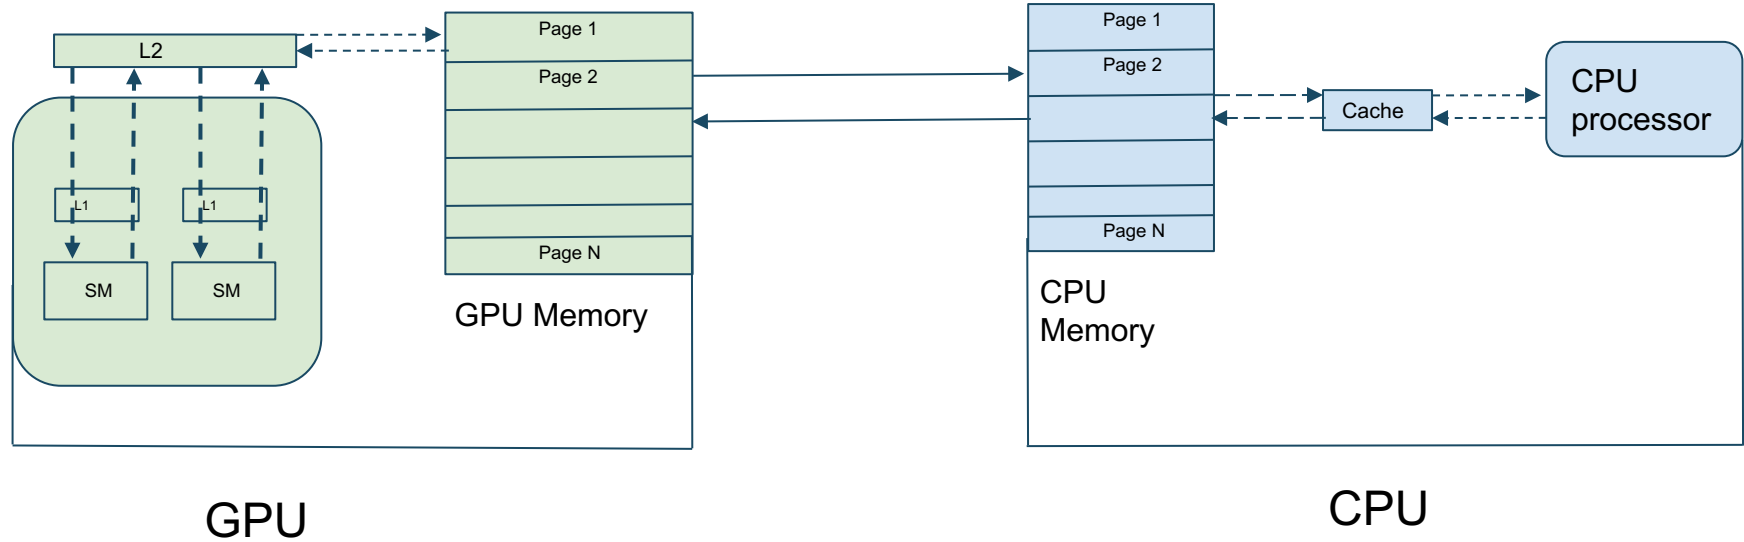 L2
L1
L1
SM
SM
Page 1
Page 2
Page N
GPU Memory
GPU
Page 1
Page 2
Page N
CPU
Memory
Cache
CPU
processor
CPU